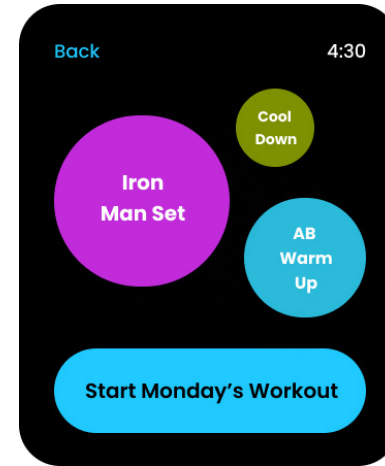 Back
4:30
Cool
Down
Iron
Man Set
AB
Warm
Up
Start Monday’s Workout